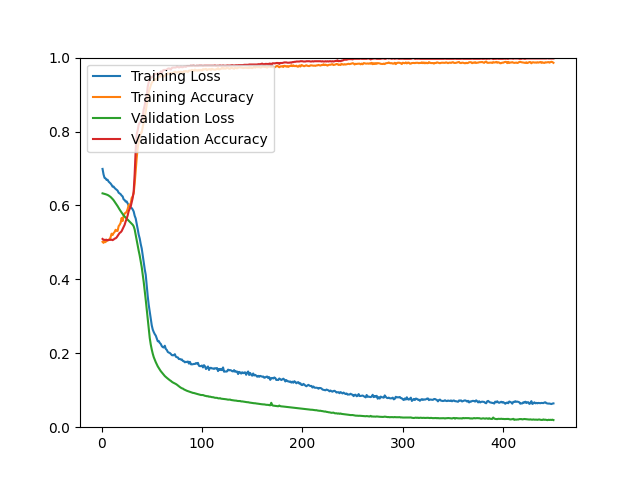 1.0
0.8
0.6
0.4
0.2
0.0
Training Loss
Training Accuracy
Validation Loss
Validation Accuracy
0 100 200 300 400